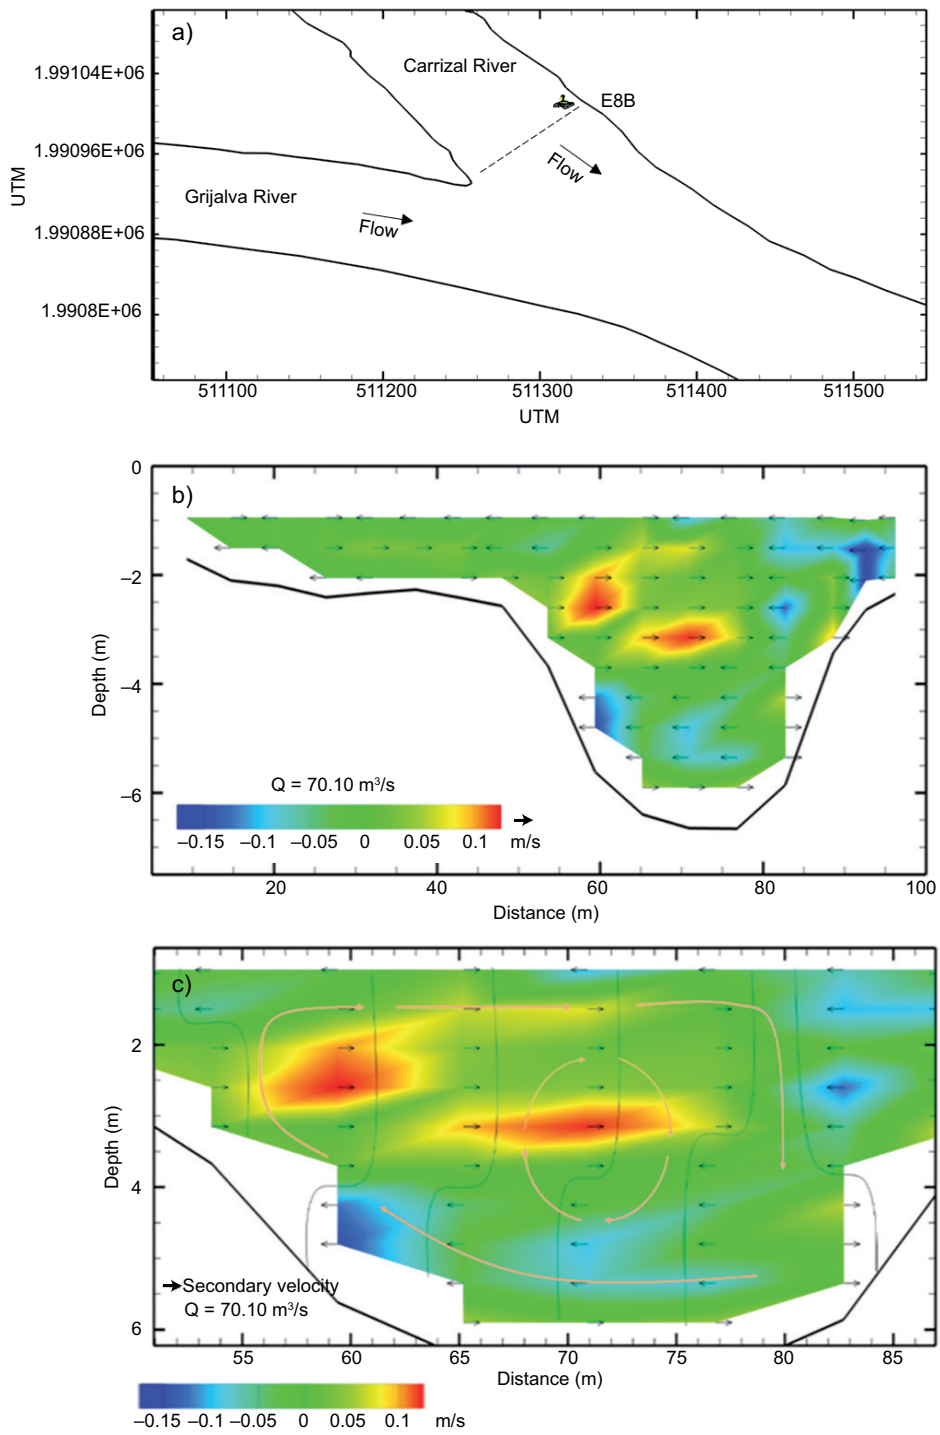 a)
Carrizal River
E8B
Flow
Grijalva River
Flow
1.99104E+06
1.99096E+06
1.99088E+06
1.9908E+06
UTM
511100 511200 511300 511400 511500
UTM
b)
0
–2
–4
–6
Depth (m)
Q = 70.10 m³/s
–0.15 –0.1 –0.05 0 0.05 0.1 m/s
20 40 60 80 100
Distance (m)
c)
2
4
6
Depth (m)
Secondary velocity
Q = 70.10 m³/s
55 60 65 70 75 80 85
Distance (m)
–0.15 –0.1 –0.05 0 0.05 0.1 m/s